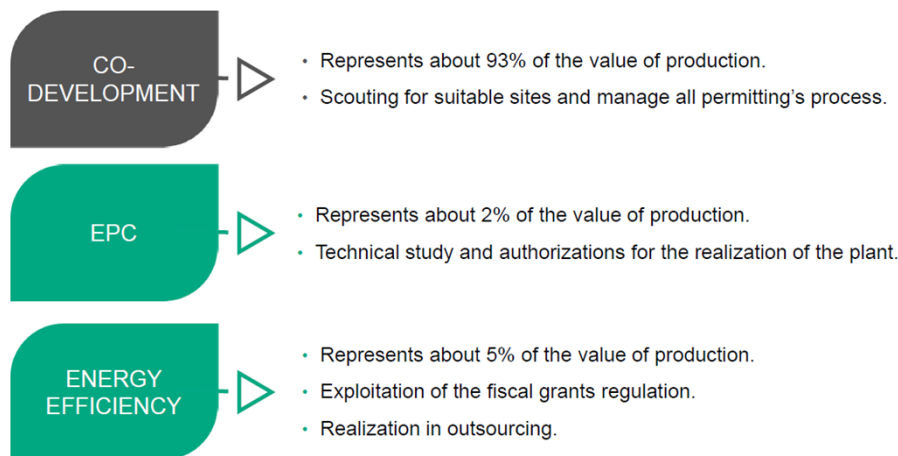 CO-
DEVELOPMENT
• Represents about 93% of the value of production.
• Scouting for suitable sites and manage all permitting’s process.
EPC
• Represents about 2% of the value of production.
• Technical study and authorizations for the realization of the plant.
ENERGY
EFFICIENCY
• Represents about 5% of the value of production.
• Exploitation of the fiscal grants regulation.
• Realization in outsourcing.